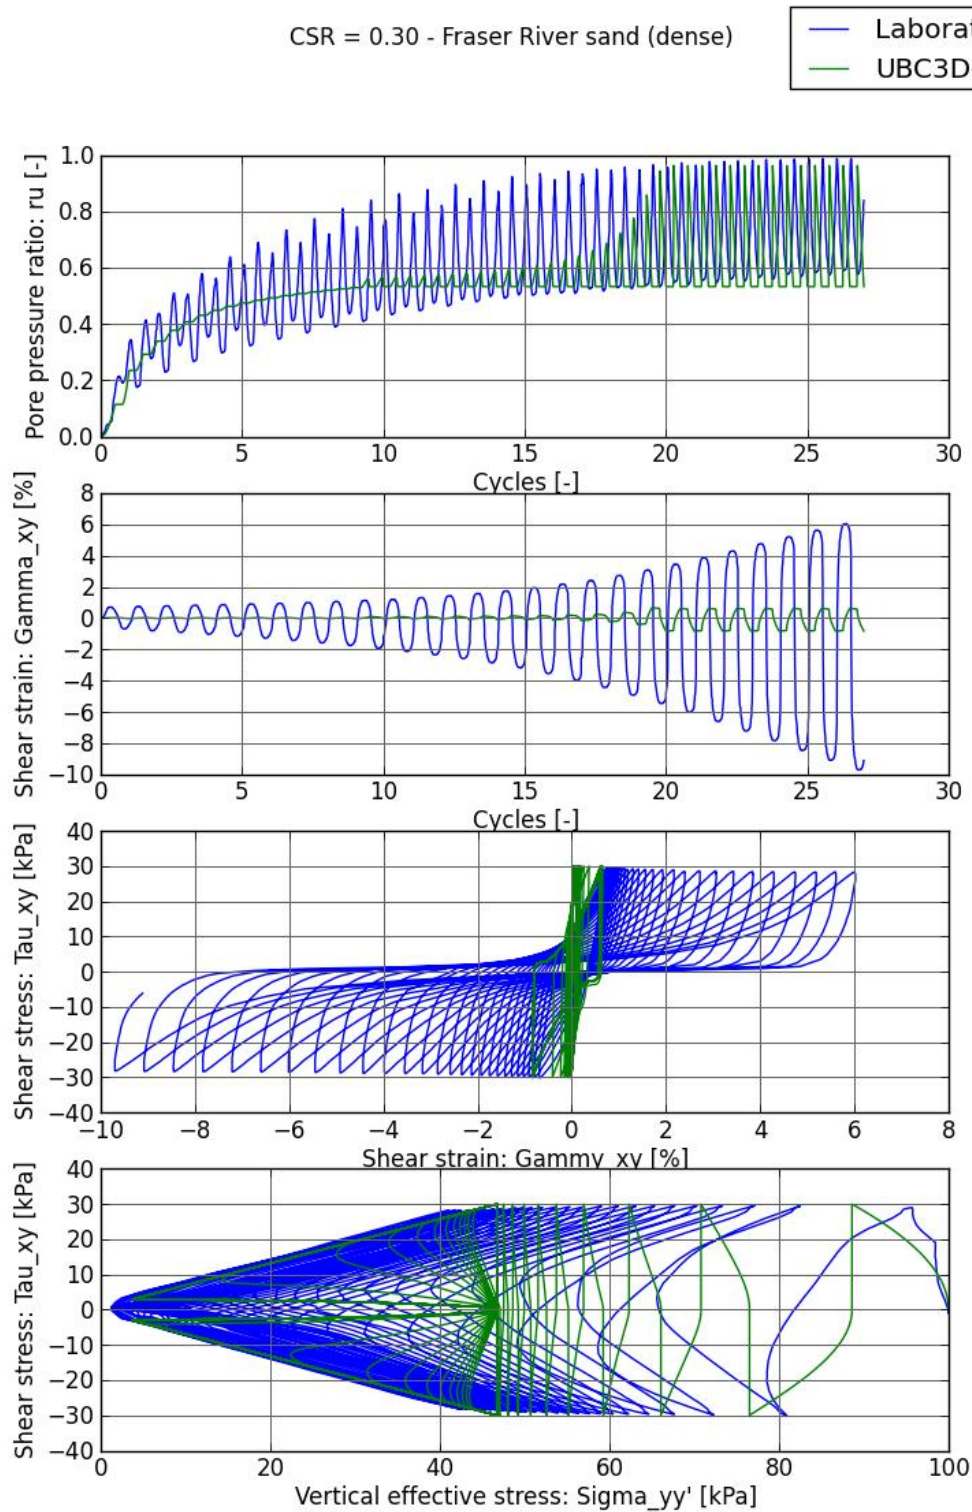 CSR = 0.30 - Fraser River sand (dense)
Laborat
UBC3D
Pore pressure ratio: ru [-]
1.0
0.8
0.6
0.4
0.2
0.0
0 5 10 15 20 25 30
Cycles [-]
Shear strain: Gamma_xy [%]
8
6
4
2
0
−2
−4
−6
−8
−10
0 5 10 15 20 25 30
Cycles [-]
Shear stress: Tau_xy [kPa]
40
30
20
10
0
−10
−20
−30
−40
−10 −8 −6 −4 −2 0 2 4 6 8
Shear strain: Gammy_xy [%]
Shear stress: Tau_xy [kPa]
40
30
20
10
0
−10
−20
−30
−40
0 20 40 60 80 100
Vertical effective stress: Sigma_yy' [kPa]